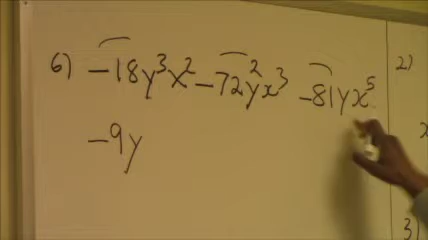 6) -18y³x² - 72y²x³ - 81yx⁵
-9y
2)
x
3)